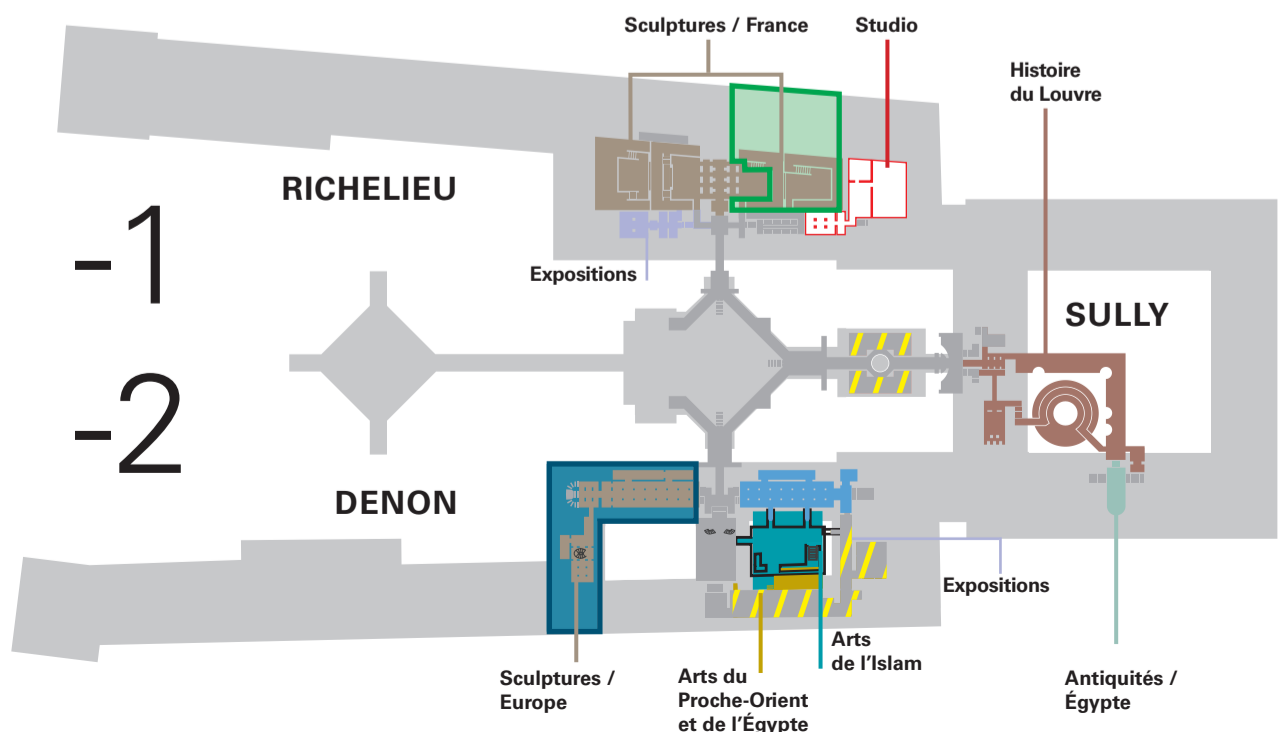 Sculptures / France
Studio
Histoire
du Louvre
RICHELIEU
-1
Expositions
SULLY
-2
DENON
Expositions
Sculptures /
Europe
Arts du
Proche-Orient
et de l’Égypte
Arts
de l’Islam
Antiquités /
Égypte